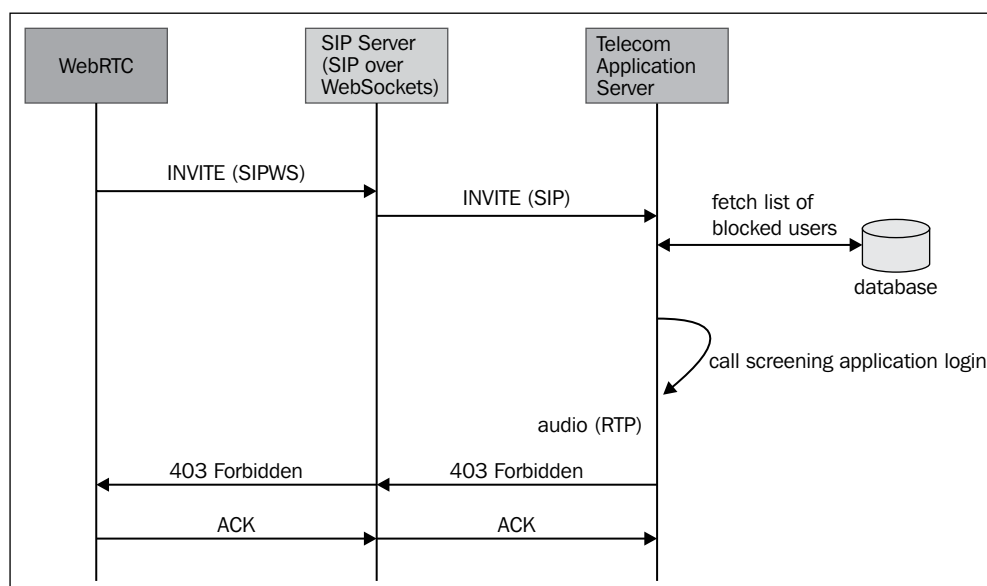 WebRTC
SIP Server
(SIP over
WebSockets)
Telecom
Application
Server
INVITE (SIPWS)
INVITE (SIP)
fetch list of
blocked users
database
call screening application login
audio (RTP)
403 Forbidden
403 Forbidden
ACK
ACK